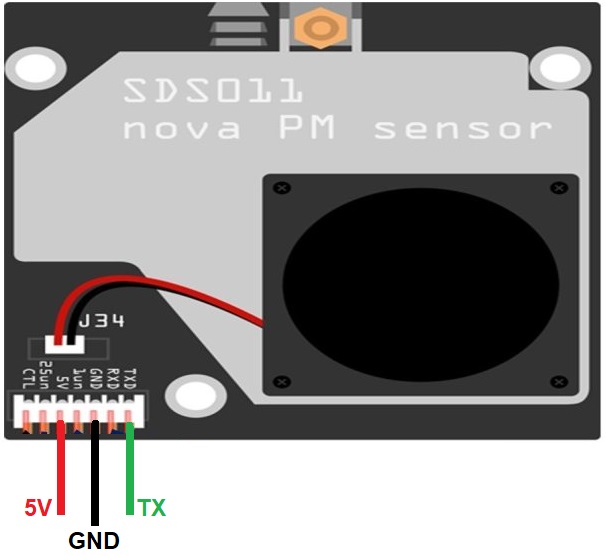 SDS011
nova PM sensor
J34
CTL
25um
5V
1um
GND
RXD
TXD
5V
TX
GND